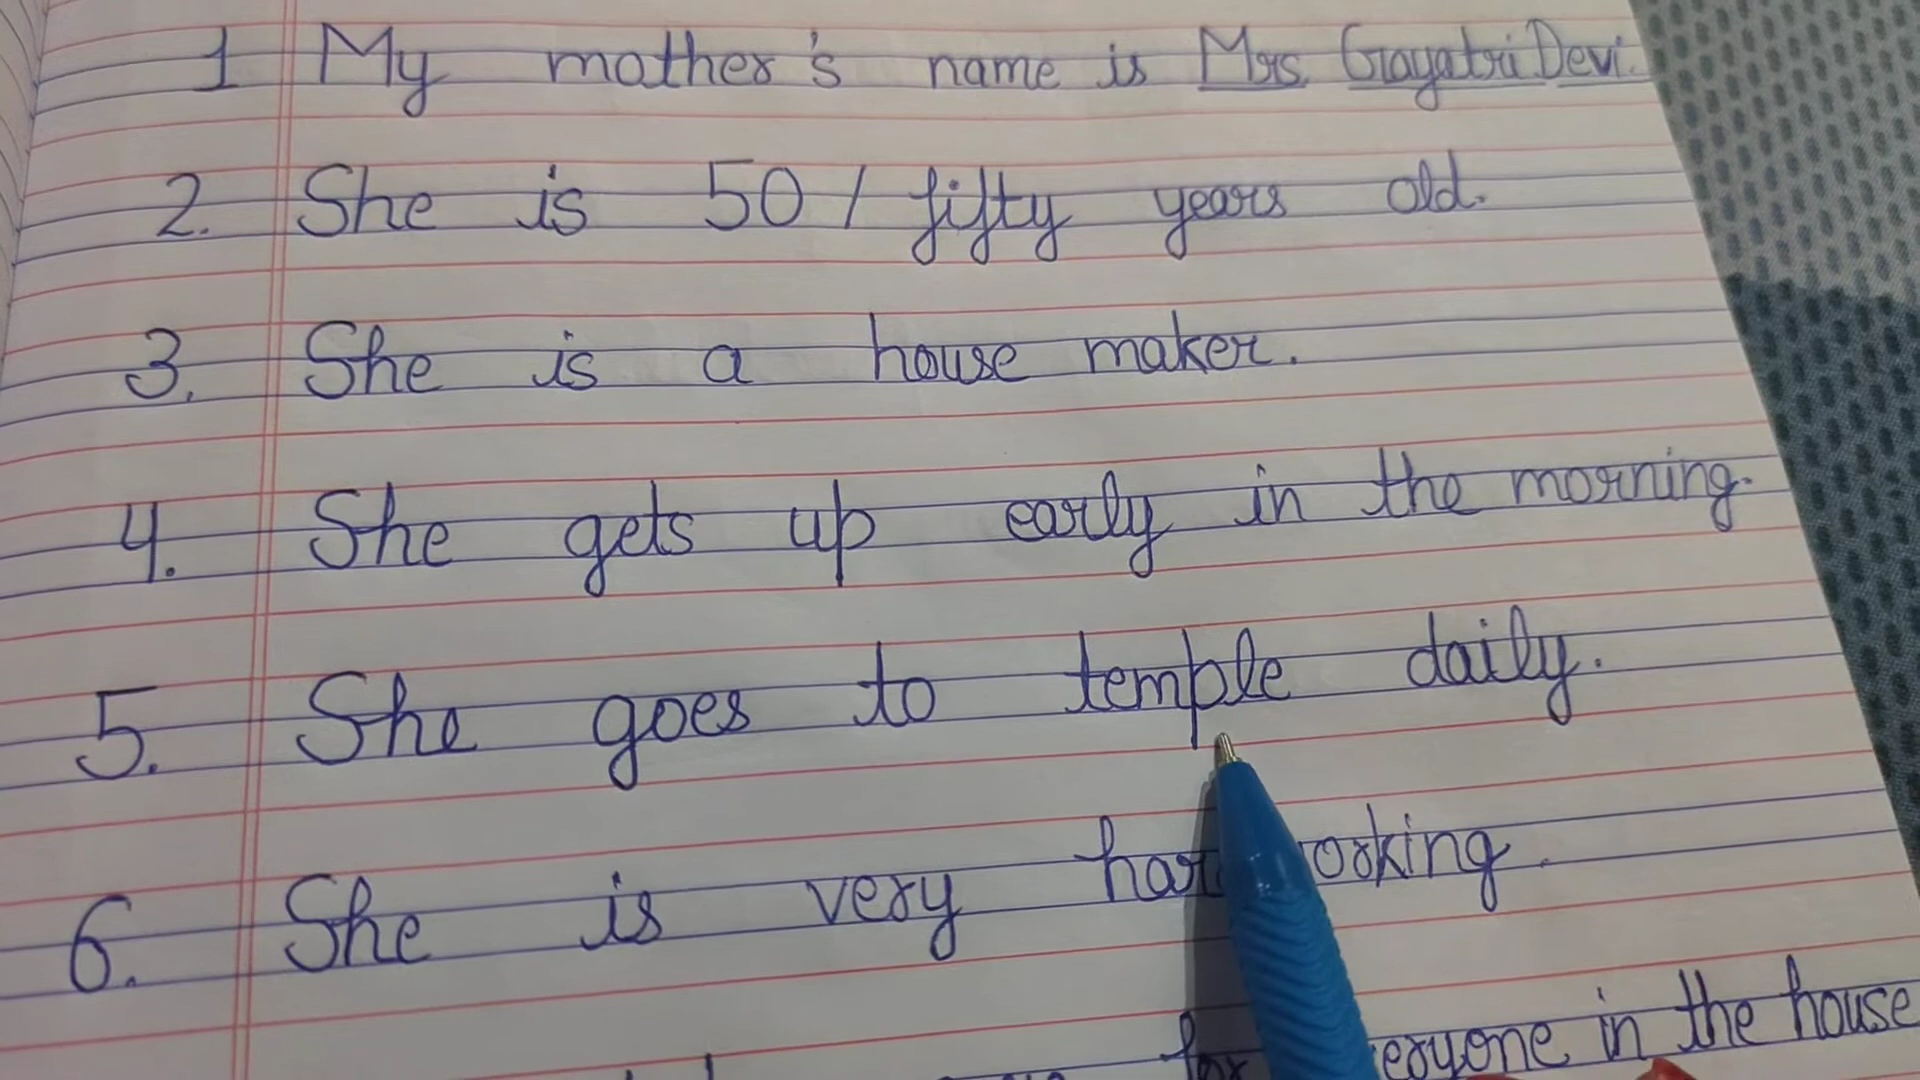 1 My mother's name is Mrs. Gayatri Devi.
2. She is 50 / fifty years old.
3. She is a house maker.
4. She gets up early in the morning.
5. She goes to temple daily.
6. She is very
for in the house